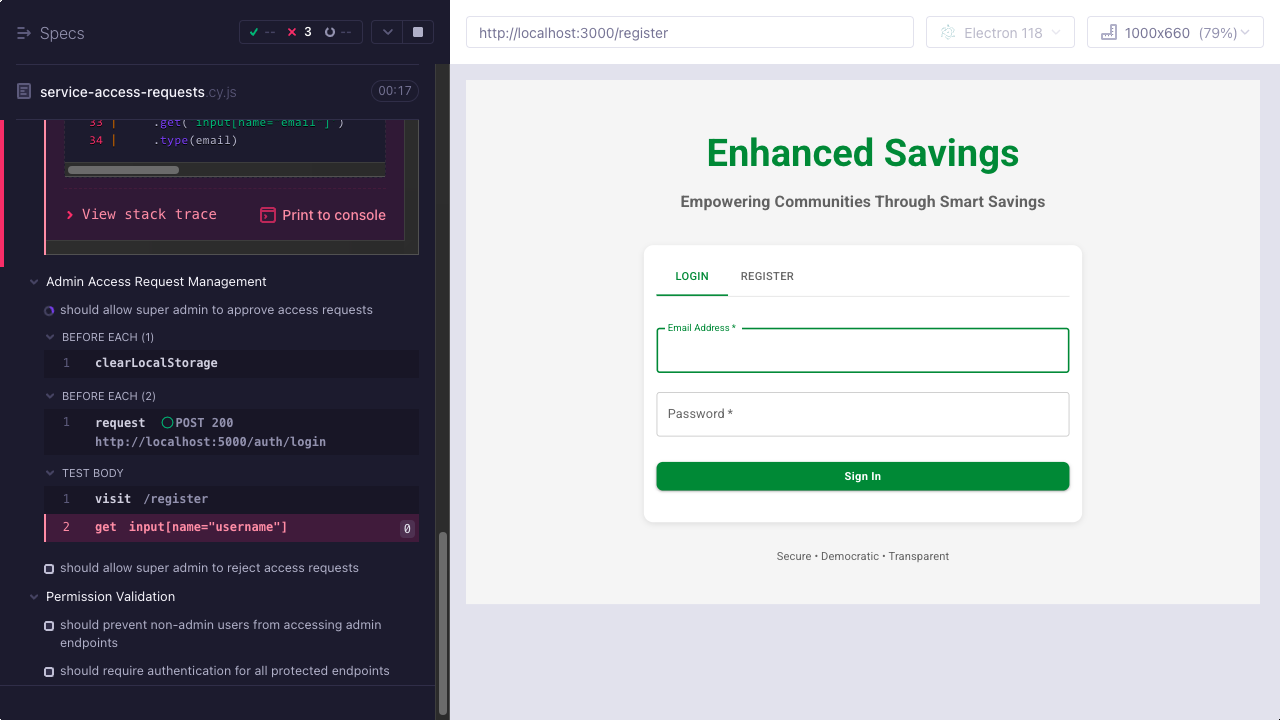 Specs
--
3
--
http://localhost:3000/register
Electron 118
1000x660 (79%)
service-access-requests.cy.js
00:17
33 | .get('input[name="email"]')
34 | .type(email)
View stack trace
Print to console
Admin Access Request Management
should allow super admin to approve access requests
BEFORE EACH (1)
1 clearLocalStorage
BEFORE EACH (2)
1 request POST 200
http://localhost:5000/auth/login
TEST BODY
1 visit /register
2 get input[name="username"] 0
should allow super admin to reject access requests
Permission Validation
should prevent non-admin users from accessing admin
endpoints
should require authentication for all protected endpoints
Enhanced Savings
Empowering Communities Through Smart Savings
LOGIN REGISTER
Email Address *
Password *
Sign In
Secure • Democratic • Transparent